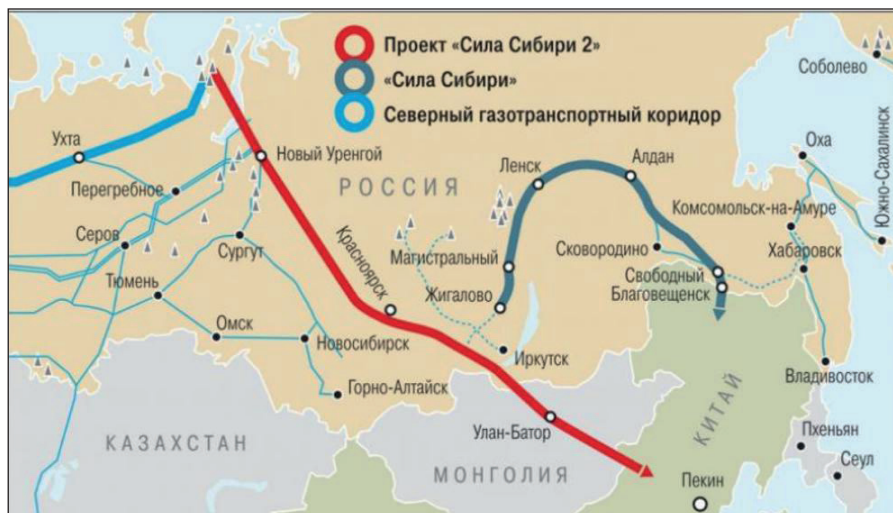 Проект «Сила Сибири 2»
«Сила Сибири»
Северный газотранспортный коридор
Соболево
Ухта
Новый Уренгой
Оха
Ленск
Алдан
Южно-Сахалинск
Перегребное
РОССИЯ
Комсомольск-на-Амуре
Серов
Сургут
Красноярск
Магистральный
Сковородино
Хабаровск
Тюмень
Жигалово
Свободный
Благовещенск
Омск
Новосибирск
Иркутск
Горно-Алтайск
Владивосток
КАЗАХСТАН
Улан-Батор
КИТАЙ
Пхеньян
МОНГОЛИЯ
Сеул
Пекин